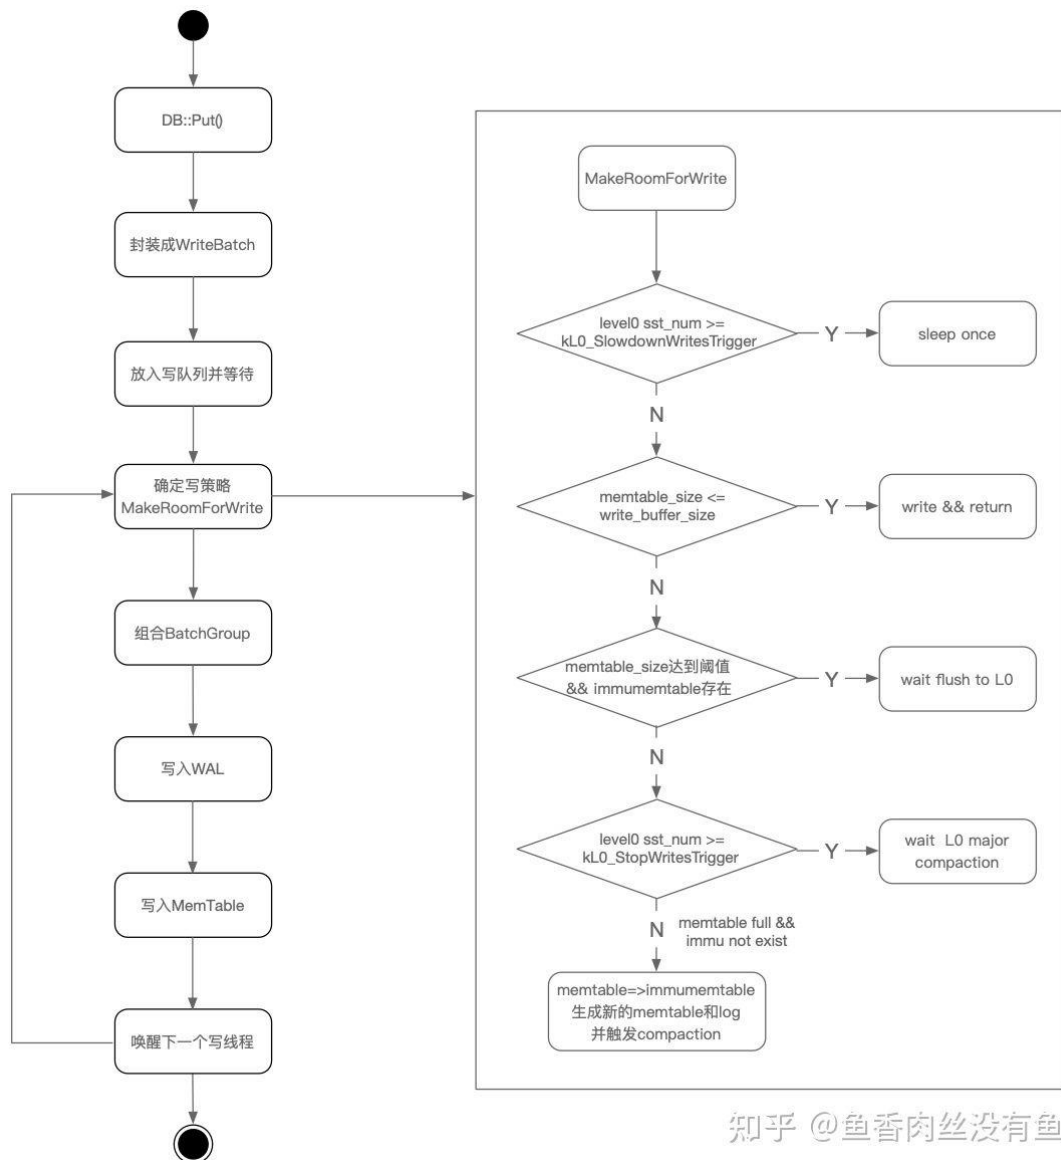 DB::Put()
封装成WriteBatch
放入写队列并等待
确定写策略
MakeRoomForWrite
组合BatchGroup
写入WAL
写入MemTable
唤醒下一个写线程
MakeRoomForWrite
level0 sst_num >=
kL0_SlowdownWritesTrigger
Y
sleep once
N
memtable_size <=
write_buffer_size
Y
write && return
N
memtable_size达到阈值
&& immumemtable存在
Y
wait flush to L0
N
level0 sst_num >=
kL0_StopWritesTrigger
Y
wait L0 major
compaction
N
memtable full &&
immu not exist
memtable=>immumemtable
生成新的memtable和log
并触发compaction
知乎 @鱼香肉丝没有鱼